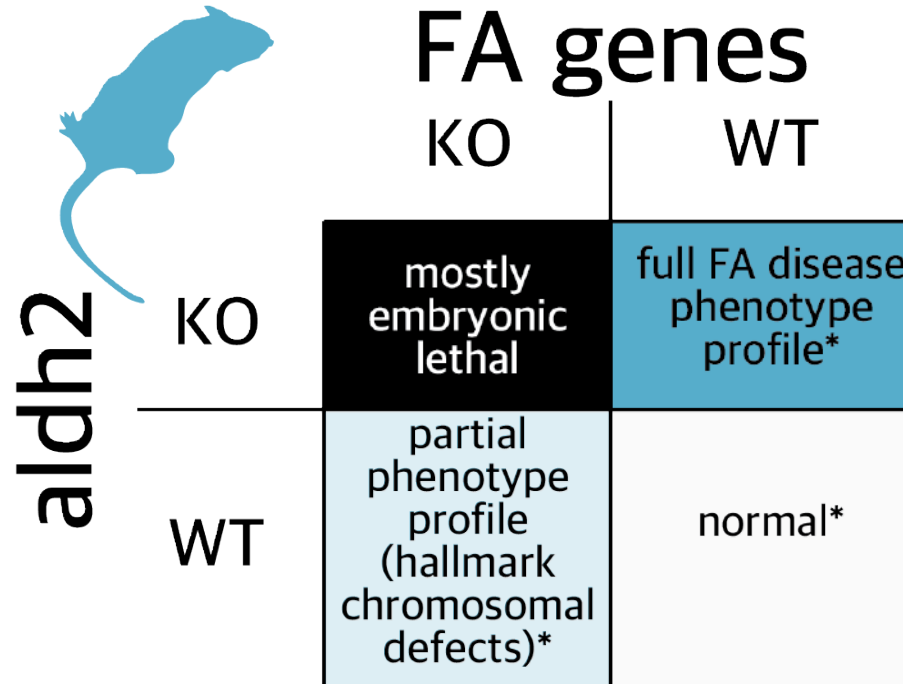 FA genes
KO WT
aldh2
KO
mostly
embryonic
lethal
full FA disease
phenotype
profile*
WT
partial
phenotype
profile
(hallmark
chromosomal
defects)*
normal*